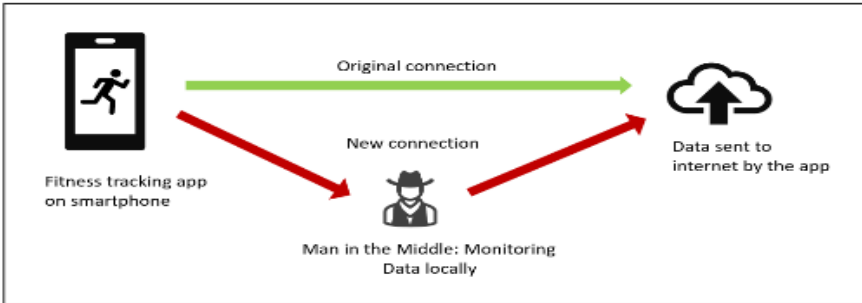 Original connection
New connection
Fitness tracking app
on smartphone
Data sent to
internet by the app
Man in the Middle: Monitoring
Data locally